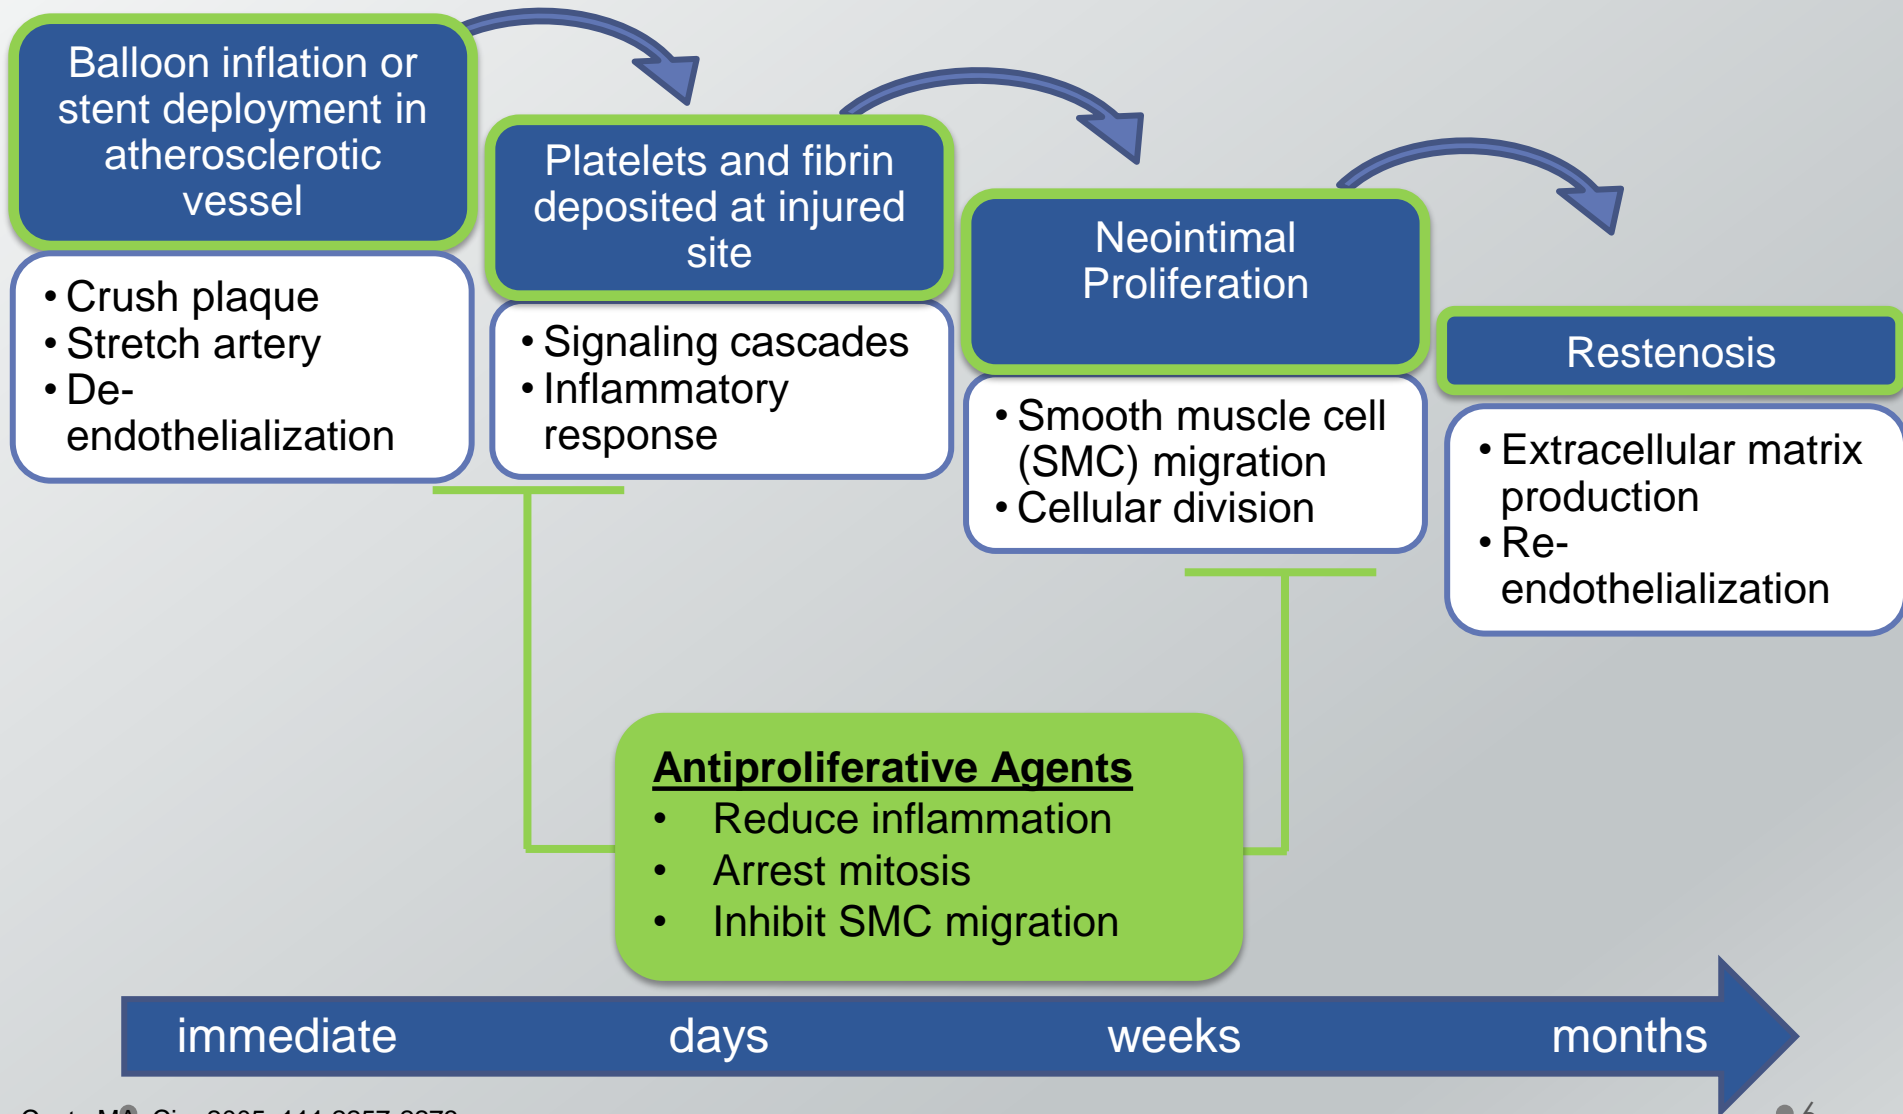 Balloon inflation or
stent deployment in
atherosclerotic
vessel
• Crush plaque
• Stretch artery
• De-
endothelialization
Platelets and fibrin
deposited at injured
site
• Signaling cascades
• Inflammatory
response
Neointimal
Proliferation
• Smooth muscle cell
(SMC) migration
• Cellular division
Restenosis
• Extracellular matrix
production
• Re-
endothelialization
Antiproliferative Agents
• Reduce inflammation
• Arrest mitosis
• Inhibit SMC migration
immediate days weeks months